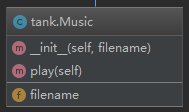 C tank.Music
m __init__(self, filename)
m play(self)
f filename